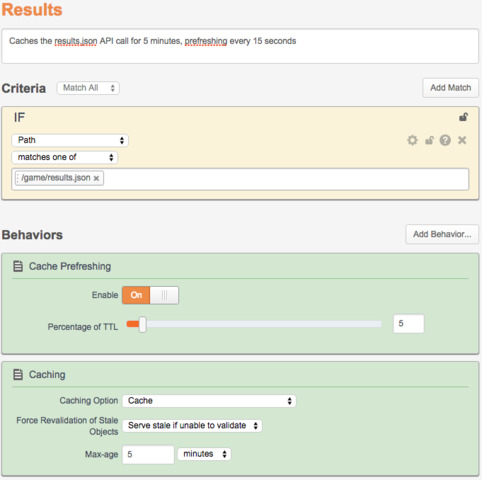 Results
Caches the results.json API call for 5 minutes, prefreshing every 15 seconds
Criteria Match All Add Match
IF
Path
matches one of
/game/results.json
Behaviors Add Behavior...
Cache Prefreshing
Enable On
Percentage of TTL 5
Caching
Caching Option Cache
Force Revalidation of Stale
Objects Serve stale if unable to validate
Max-age 5 minutes